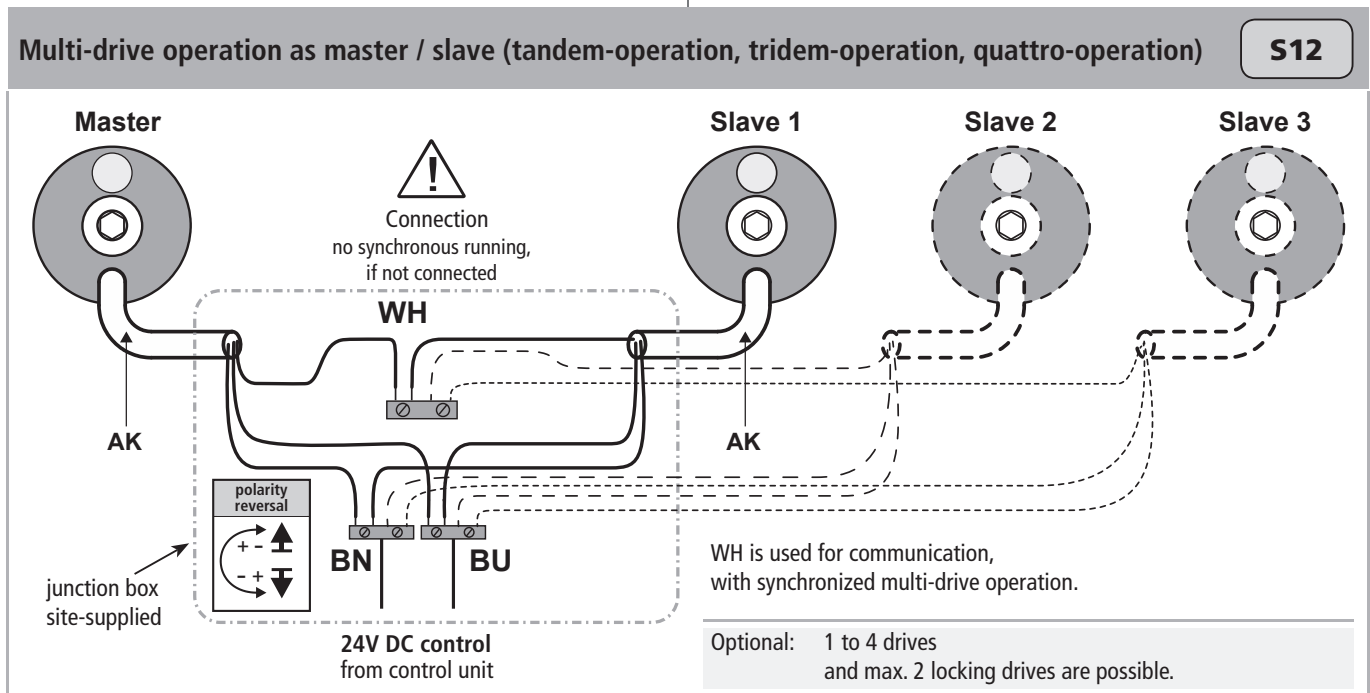 Multi-drive operation as master / slave (tandem-operation, tridem-operation, quattro-operation)
S12
Master
Slave 1
Slave 2
Slave 3
!
Connection
no synchronous running,
if not connected
WH
AK
AK
polarity
reversal
+ -
- +
BN
BU
junction box
site-supplied
24V DC control
from control unit
WH is used for communication,
with synchronized multi-drive operation.
Optional: 1 to 4 drives
and max. 2 locking drives are possible.